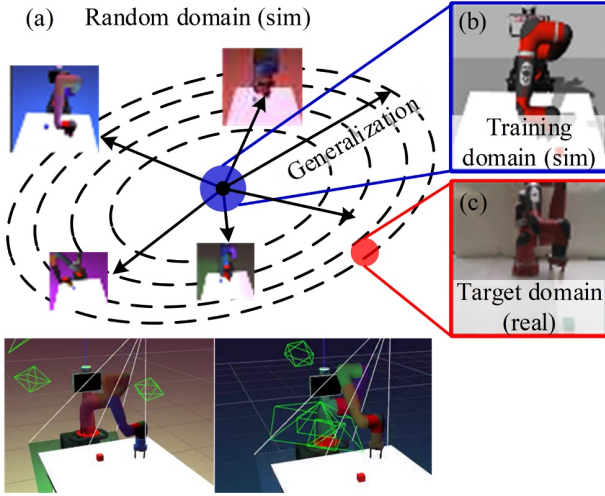 (a) Random domain (sim)
Generalization
(b)
Training
domain (sim)
(c)
Target domain
(real)